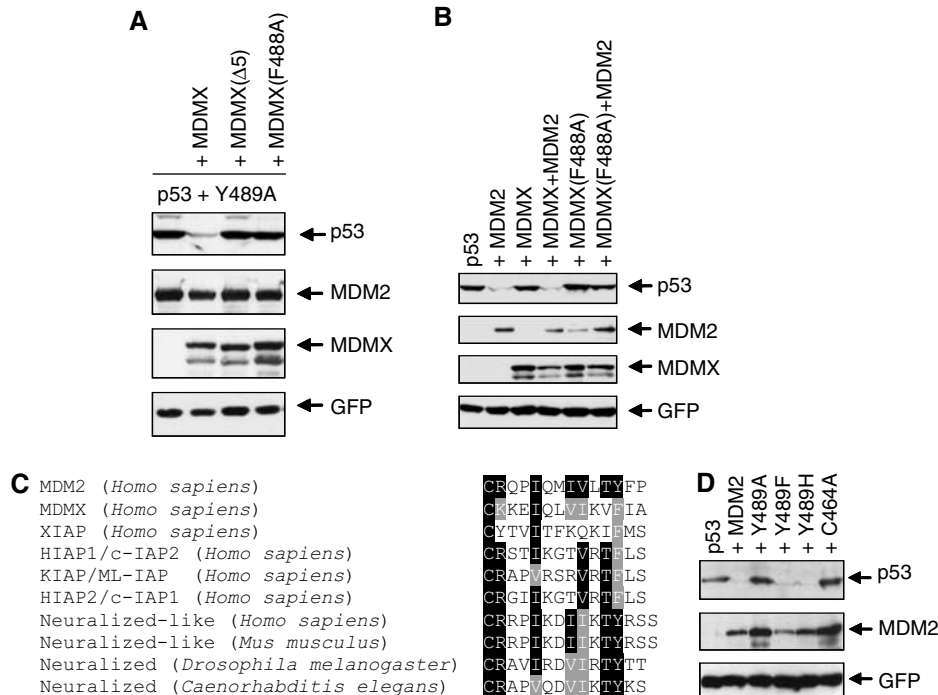 A
+ MDMX
+ MDMX(Δ5)
+ MDMX(F488A)
p53 + Y489A
p53
MDM2
MDMX
GFP
B
p53
+ MDM2
+ MDMX
+ MDMX+MDM2
+ MDMX(F488A)
+ MDMX(F488A)+MDM2
p53
MDM2
MDMX
GFP
C
MDM2 (Homo sapiens) CRQPIQMIVLTYFP
MDMX (Homo sapiens) CKKEIQLVIKVFIA
XIAP (Homo sapiens) CYTVITFKQKIFMS
HIAP1/c-IAP2 (Homo sapiens) CRSTIKGTVRTFLS
KIAP/ML-IAP (Homo sapiens) CRAPVRSRVRTFLS
HIAP2/c-IAP1 (Homo sapiens) CRGIIKGTVRTFLS
Neuralized-like (Homo sapiens) CRRPIKDIIKTYRSS
Neuralized-like (Mus musculus) CRRPIKDIIKTYRSS
Neuralized (Drosophila melanogaster) CRAVIRDVIRTYTT
Neuralized (Caenorhabditis elegans) CRAPVQDVIKTYKS
D
p53
+ MDM2
+ Y489A
+ Y489F
+ Y489H
+ C464A
p53
MDM2
GFP